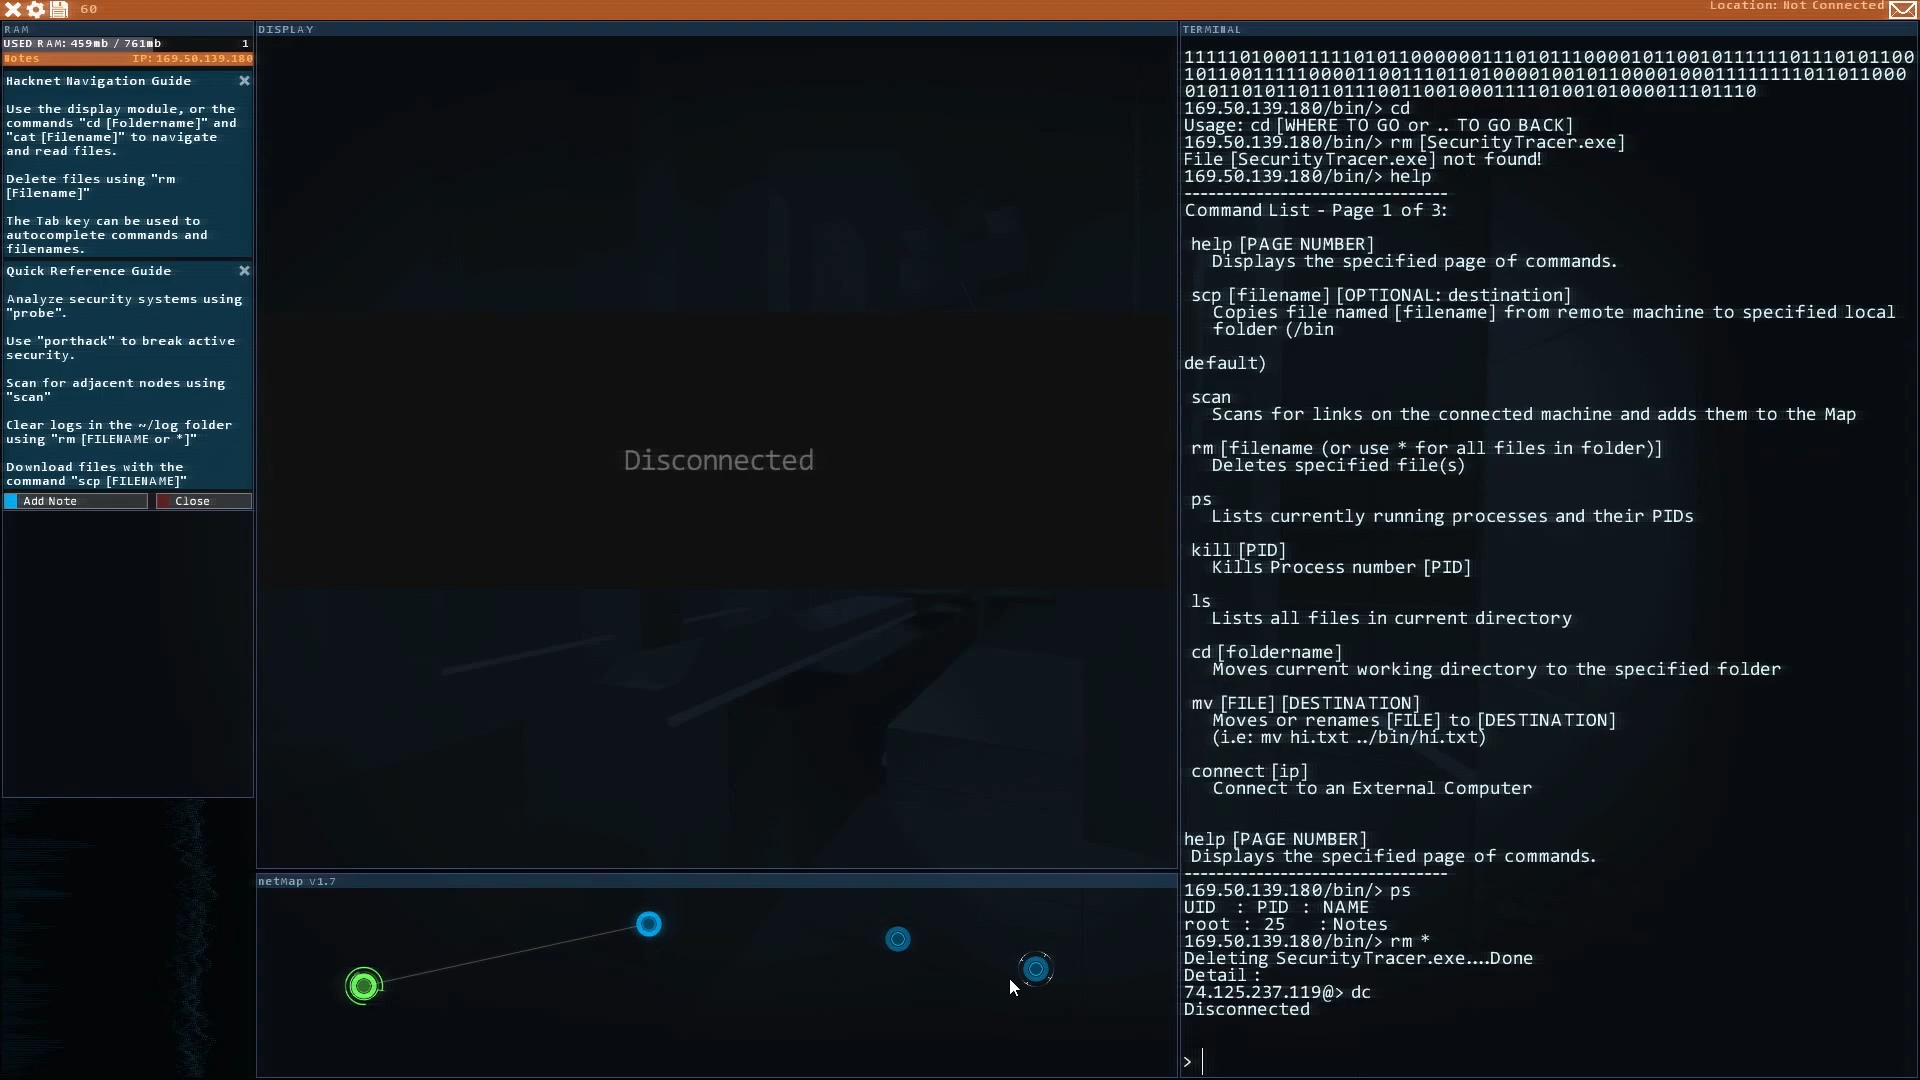 60
Location: Not Connected
RAM
USED RAM: 459mb / 761mb 1
Notes IP: 169.50.139.180
Hacknet Navigation Guide
Use the display module, or the
commands "cd [Foldername]" and
"cat [Filename]" to navigate
and read files.
Delete files using "rm
[Filename]"
The Tab key can be used to
autocomplete commands and
filenames.
Quick Reference Guide
Analyze security systems using
"probe".
Use "porthack" to break active
security.
Scan for adjacent nodes using
"scan"
Clear logs in the ~/log folder
using "rm [FILENAME or *]"
Download files with the
command "scp [FILENAME]"
Add Note
Close
DISPLAY
Disconnected
netMap v1.7
TERMINAL
169.50.139.180/bin/> cd
Usage: cd [WHERE TO GO or .. TO GO BACK]
169.50.139.180/bin/> rm [SecurityTracer.exe]
File [SecurityTracer.exe] not found!
169.50.139.180/bin/> help
--------------------------------
Command List - Page 1 of 3:
help [PAGE NUMBER]
Displays the specified page of commands.
scp [filename] [OPTIONAL: destination]
Copies file named [filename] from remote machine to specified local
folder (/bin
default)
scan
Scans for links on the connected machine and adds them to the Map
rm [filename (or use * for all files in folder)]
Deletes specified file(s)
ps
Lists currently running processes and their PIDs
kill [PID]
Kills Process number [PID]
ls
Lists all files in current directory
cd [foldername]
Moves current working directory to the specified folder
mv [FILE] [DESTINATION]
Moves or renames [FILE] to [DESTINATION]
(i.e: mv hi.txt ../bin/hi.txt)
connect [ip]
Connect to an External Computer
help [PAGE NUMBER]
Displays the specified page of commands.
--------------------------------
169.50.139.180/bin/> ps
UID : PID : NAME
root : 25 : Notes
169.50.139.180/bin/> rm *
Deleting SecurityTracer.exe....Done
Detail :
74.125.237.119@> dc
Disconnected
>